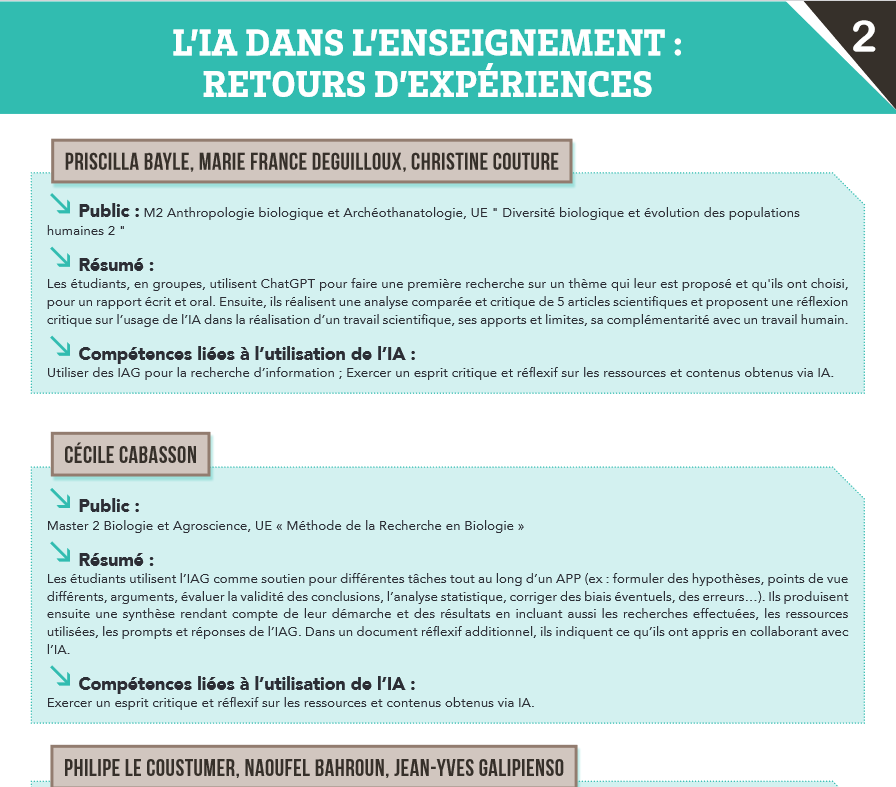 L'IA DANS L'ENSEIGNEMENT :
RETOURS D'EXPÉRIENCES
2
PRISCILLA BAYLE, MARIE FRANCE DEGUILLOUX, CHRISTINE COUTURE
Public : M2 Anthropologie biologique et Archéothanatologie, UE " Diversité biologique et évolution des populations
humaines 2 "
Résumé :
Les étudiants, en groupes, utilisent ChatGPT pour faire une première recherche sur un thème qui leur est proposé et qu'ils ont choisi,
pour un rapport écrit et oral. Ensuite, ils réalisent une analyse comparée et critique de 5 articles scientifiques et proposent une réflexion
critique sur l'usage de l'IA dans la réalisation d'un travail scientifique, ses apports et limites, sa complémentarité avec un travail humain.
Compétences liées à l'utilisation de l'IA :
Utiliser des IAG pour la recherche d'information ; Exercer un esprit critique et réflexif sur les ressources et contenus obtenus via IA.
CÉCILE CABASSON
Public :
Master 2 Biologie et Agroscience, UE « Méthode de la Recherche en Biologie »
Résumé :
Les étudiants utilisent l'IAG comme soutien pour différentes tâches tout au long d'un APP (ex : formuler des hypothèses, points de vue
différents, arguments, évaluer la validité des conclusions, l'analyse statistique, corriger des biais éventuels, des erreurs...). Ils produisent
ensuite une synthèse rendant compte de leur démarche et des résultats en incluant aussi les recherches effectuées, les ressources
utilisées, les prompts et réponses de l'IAG. Dans un document réflexif additionnel, ils indiquent ce qu'ils ont appris en collaborant avec
l'IA.
Compétences liées à l'utilisation de l'IA :
Exercer un esprit critique et réflexif sur les ressources et contenus obtenus via IA.
PHILIPE LE COUSTUMER, NAOUFEL BAHROUN, JEAN-YVES GALIPIENSO